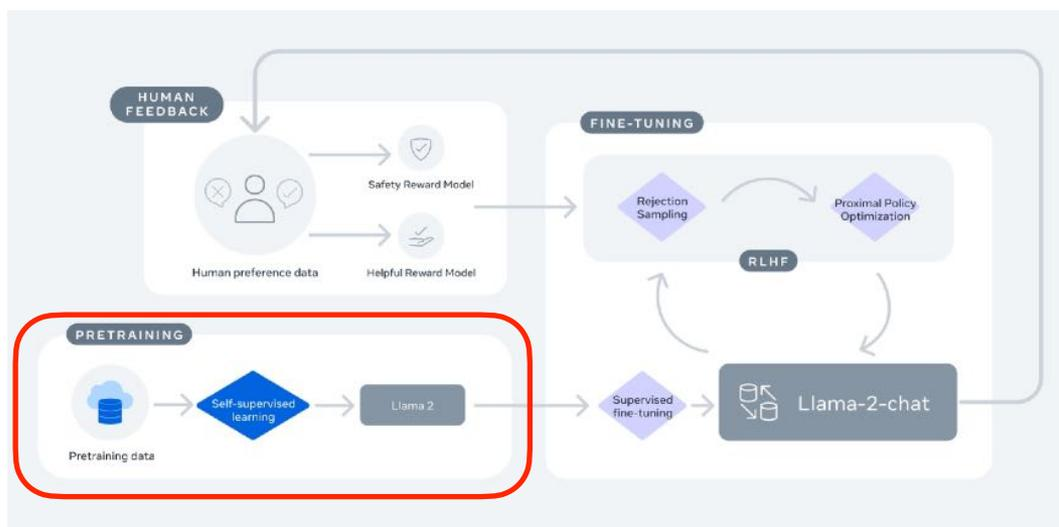 HUMAN
FEEDBACK
Safety Reward Model
Human preference data
Helpful Reward Model
FINE-TUNING
Rejection
Sampling
Proximal Policy
Optimization
RLHF
PRETRAINING
Pretraining data
Self-supervised
learning
Llama 2
Supervised
fine-tuning
Llama-2-chat